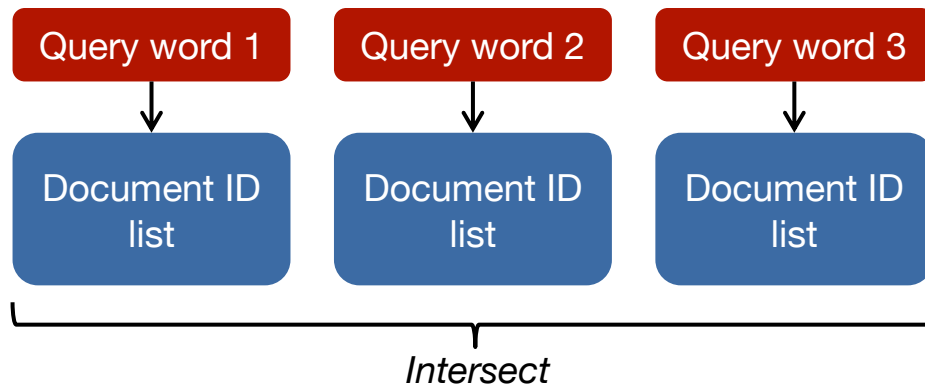 Query word 1
Query word 2
Query word 3
Document ID
list
Document ID
list
Document ID
list
Intersect